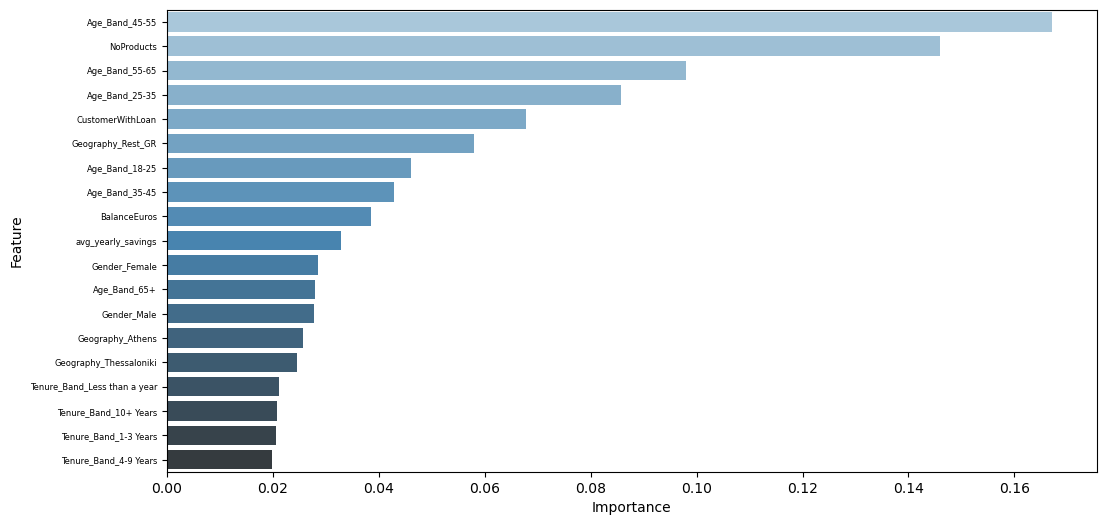 Age_Band_45-55
NoProducts
Age_Band_55-65
Age_Band_25-35
CustomerWithLoan
Geography_Rest_GR
Age_Band_18-25
Age_Band_35-45
BalanceEuros
avg_yearly_savings
Gender_Female
Age_Band_65+
Gender_Male
Geography_Athens
Geography_Thessaloniki
Tenure_Band_Less than a year
Tenure_Band_10+ Years
Tenure_Band_1-3 Years
Tenure_Band_4-9 Years
Feature
0.00 0.02 0.04 0.06 0.08 0.10 0.12 0.14 0.16
Importance